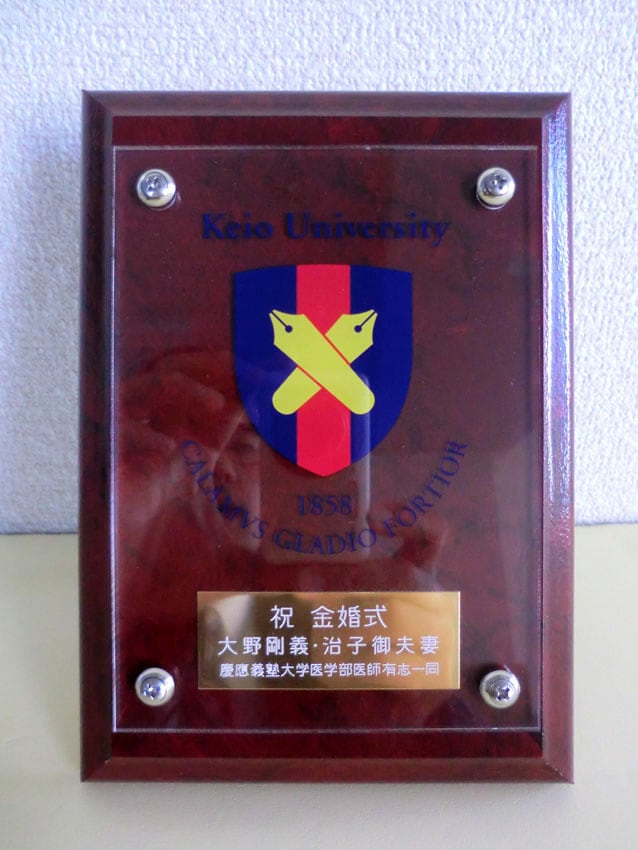 Keio University
1858
CALAMVS GLADIO FORTIOR
祝 金婚式
大野剛義・治子御夫妻
慶應義塾大学医学部医師有志一同